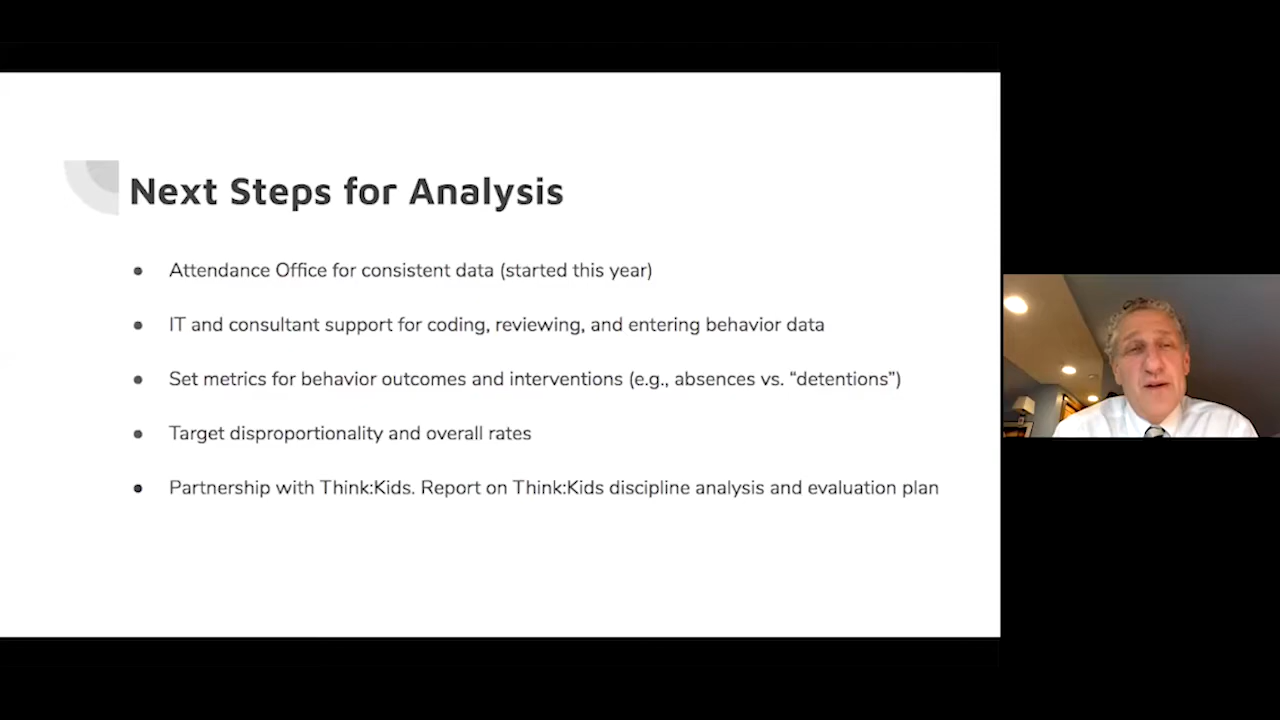 Next Steps for Analysis
● Attendance Office for consistent data (started this year)
● IT and consultant support for coding, reviewing, and entering behavior data
● Set metrics for behavior outcomes and interventions (e.g., absences vs. “detentions”)
● Target disproportionality and overall rates
● Partnership with Think:Kids. Report on Think:Kids discipline analysis and evaluation plan